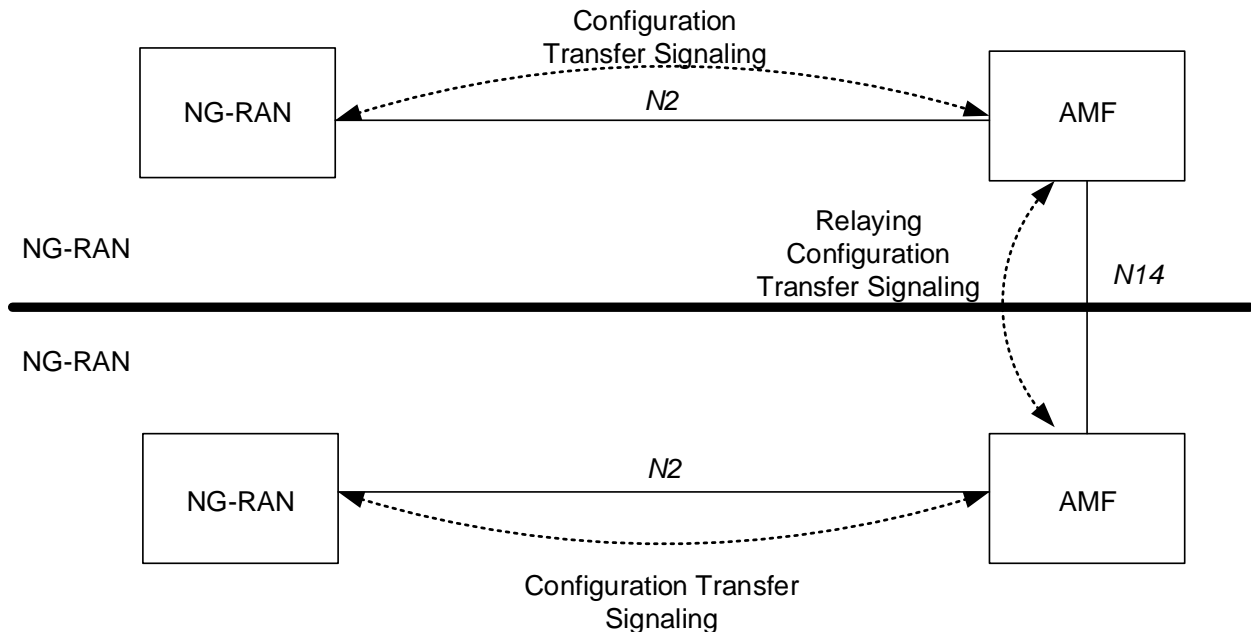 Configuration
Transfer Signaling
N2
NG-RAN
AMF
Relaying
Configuration
Transfer Signaling
NG-RAN
N14
NG-RAN
N2
NG-RAN
AMF
Configuration Transfer
Signaling